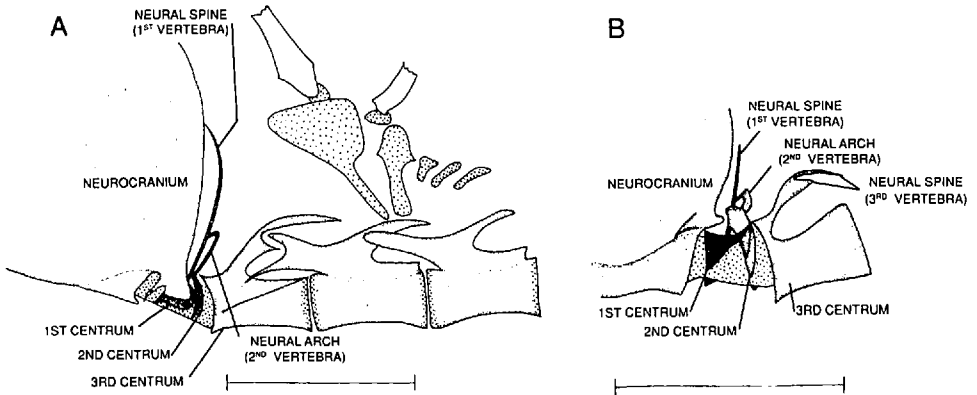 A
NEURAL SPINE
(1ST VERTEBRA)
NEUROCRANIUM
1ST CENTRUM
2ND CENTRUM
3RD CENTRUM
NEURAL ARCH
(2ND VERTEBRA)
B
NEURAL SPINE
(1ST VERTEBRA)
NEURAL ARCH
(2ND VERTEBRA)
NEUROCRANIUM
NEURAL SPINE
(3RD VERTEBRA)
1ST CENTRUM
2ND CENTRUM
3RD CENTRUM